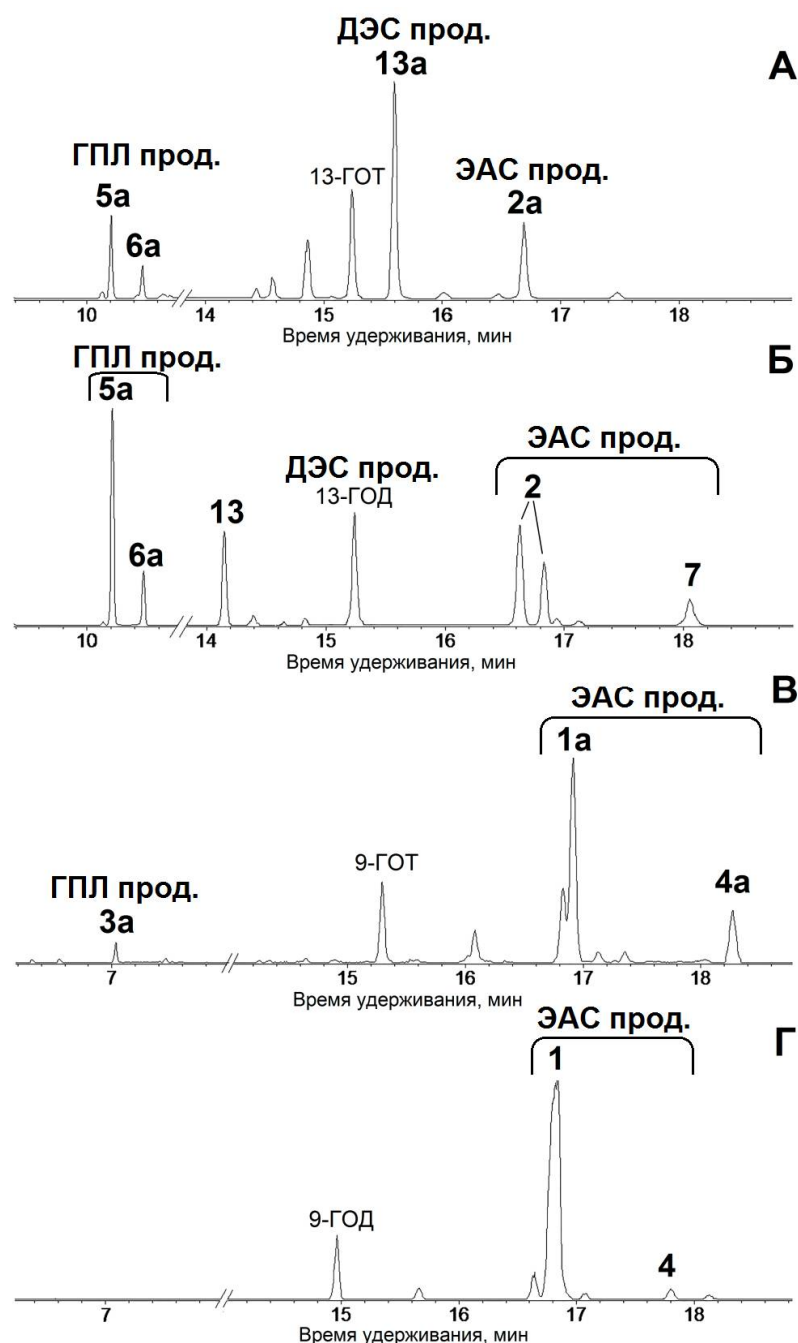 А
ДЭС прод.
13а
ГПЛ прод.
5а
6а
13-ГОТ
ЭАС прод.
2а
10 14 15 16 17 18
Время удерживания, мин
Б
ГПЛ прод.
5а
6а
13
ДЭС прод.
13-ГОД
ЭАС прод.
2
7
10 14 15 16 17 18
Время удерживания, мин
В
ЭАС прод.
1а
9-ГОТ
ГПЛ прод.
3а
4а
7 15 16 17 18
Время удерживания, мин
Г
ЭАС прод.
1
9-ГОД
4
7 15 16 17 18
Время удерживания, мин